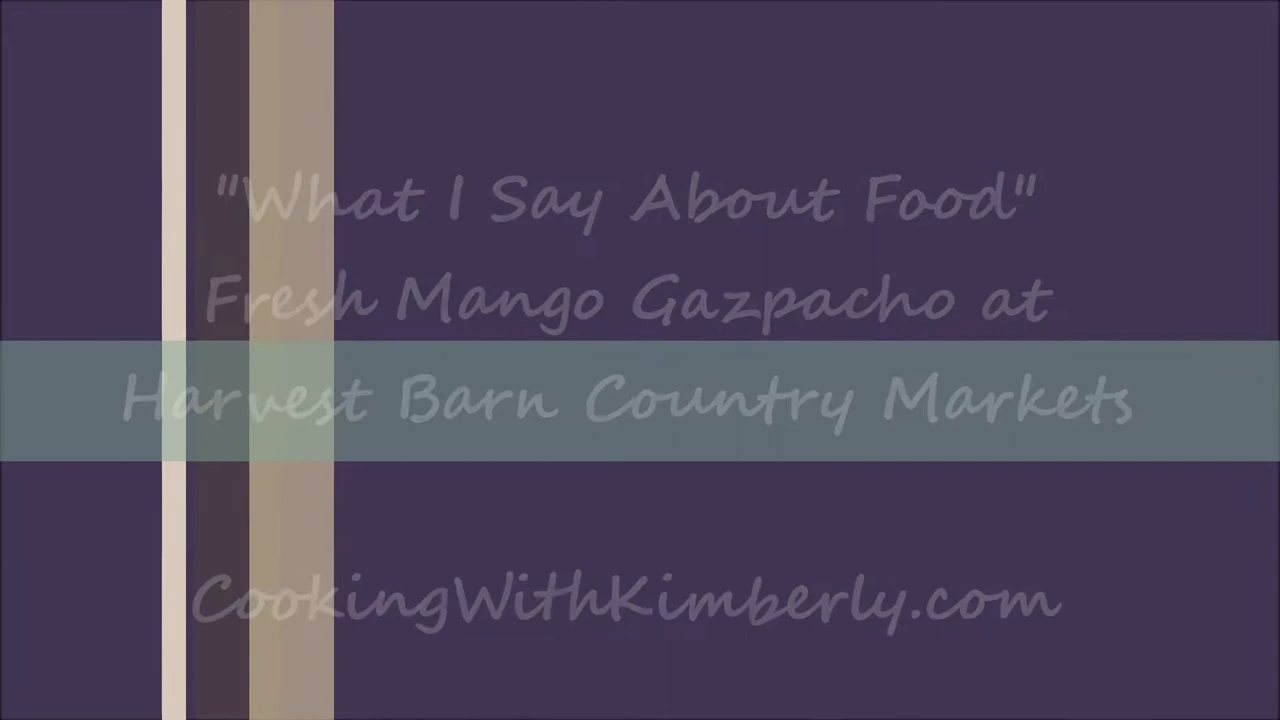 "What I Say About Food"
Fresh Mango Gazpacho at
Harvest Barn Country Markets
CookingWithKimberly.com